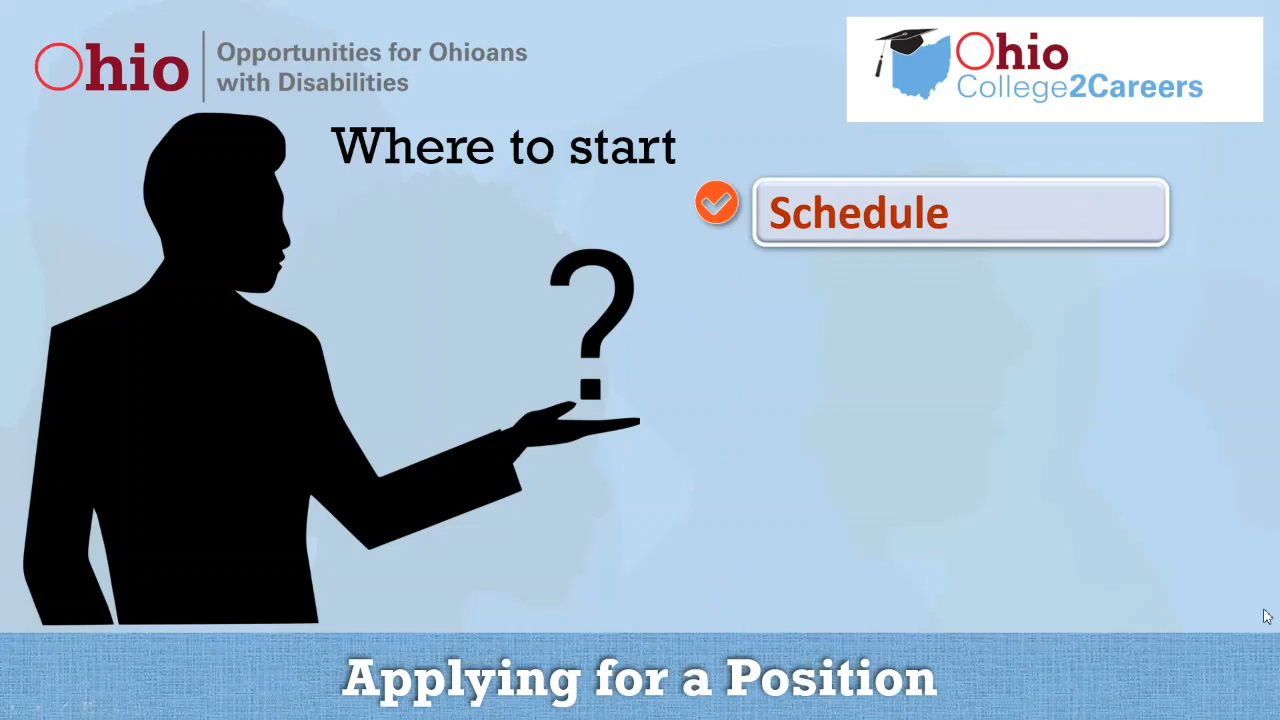 Ohio
Opportunities for Ohioans
with Disabilities
Ohio
College2Careers
Where to start
Schedule
?
Applying for a Position